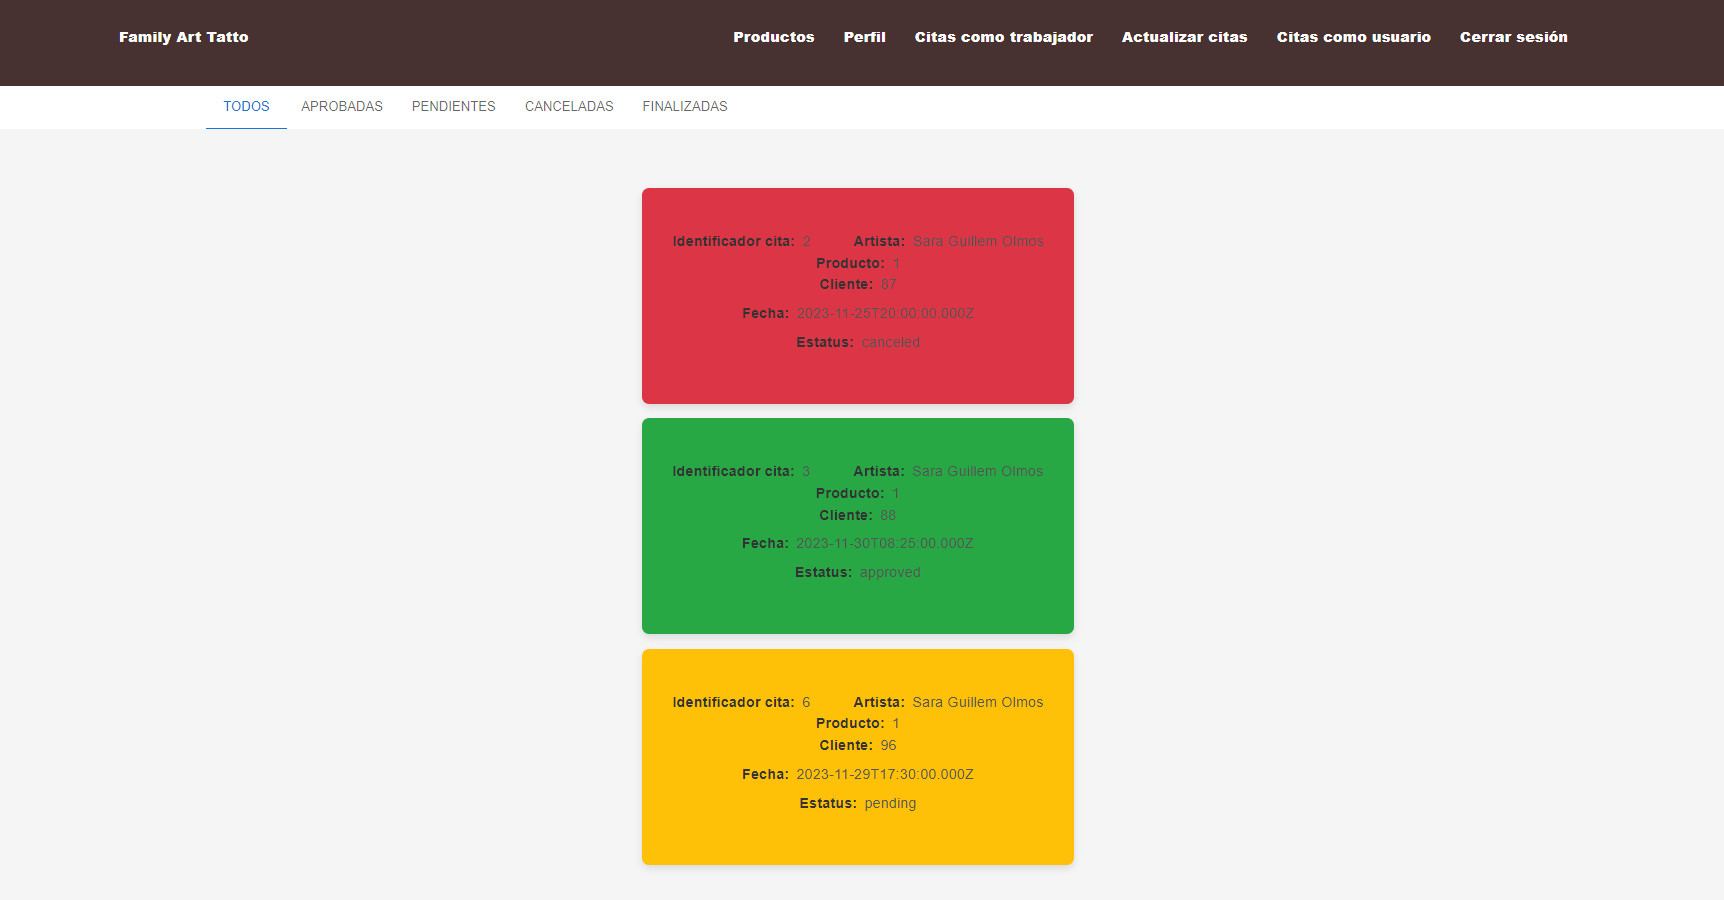 Family Art Tatto Productos Perfil Citas como trabajador Actualizar citas Citas como usuario Cerrar sesión
TODOS APROBADAS PENDIENTES CANCELADAS FINALIZADAS
Identificador cita: 2 Artista: Sara Guillem Olmos
Producto: 1
Cliente: 87
Fecha: 2023-11-25T20:00:00.000Z
Estatus: canceled
Identificador cita: 3 Artista: Sara Guillem Olmos
Producto: 1
Cliente: 88
Fecha: 2023-11-30T08:25:00.000Z
Estatus: approved
Identificador cita: 6 Artista: Sara Guillem Olmos
Producto: 1
Cliente: 96
Fecha: 2023-11-29T17:30:00.000Z
Estatus: pending